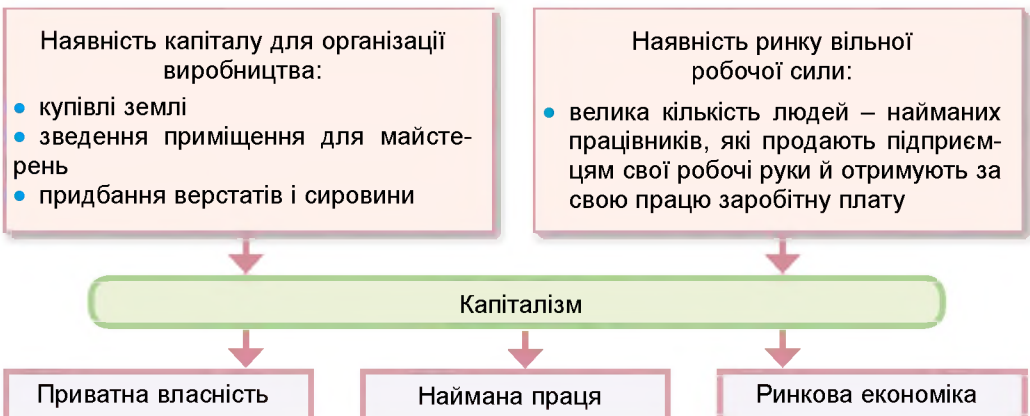 Наявність капіталу для організації
виробництва:
• купівлі землі
• зведення приміщення для майсте-
рень
• придбання верстатів і сировини
Наявність ринку вільної
робочої сили:
• велика кількість людей – найманих
працівників, які продають підприєм-
цям свої робочі руки й отримують за
свою працю заробітну плату
Капіталізм
Приватна власність
Наймана праця
Ринкова економіка